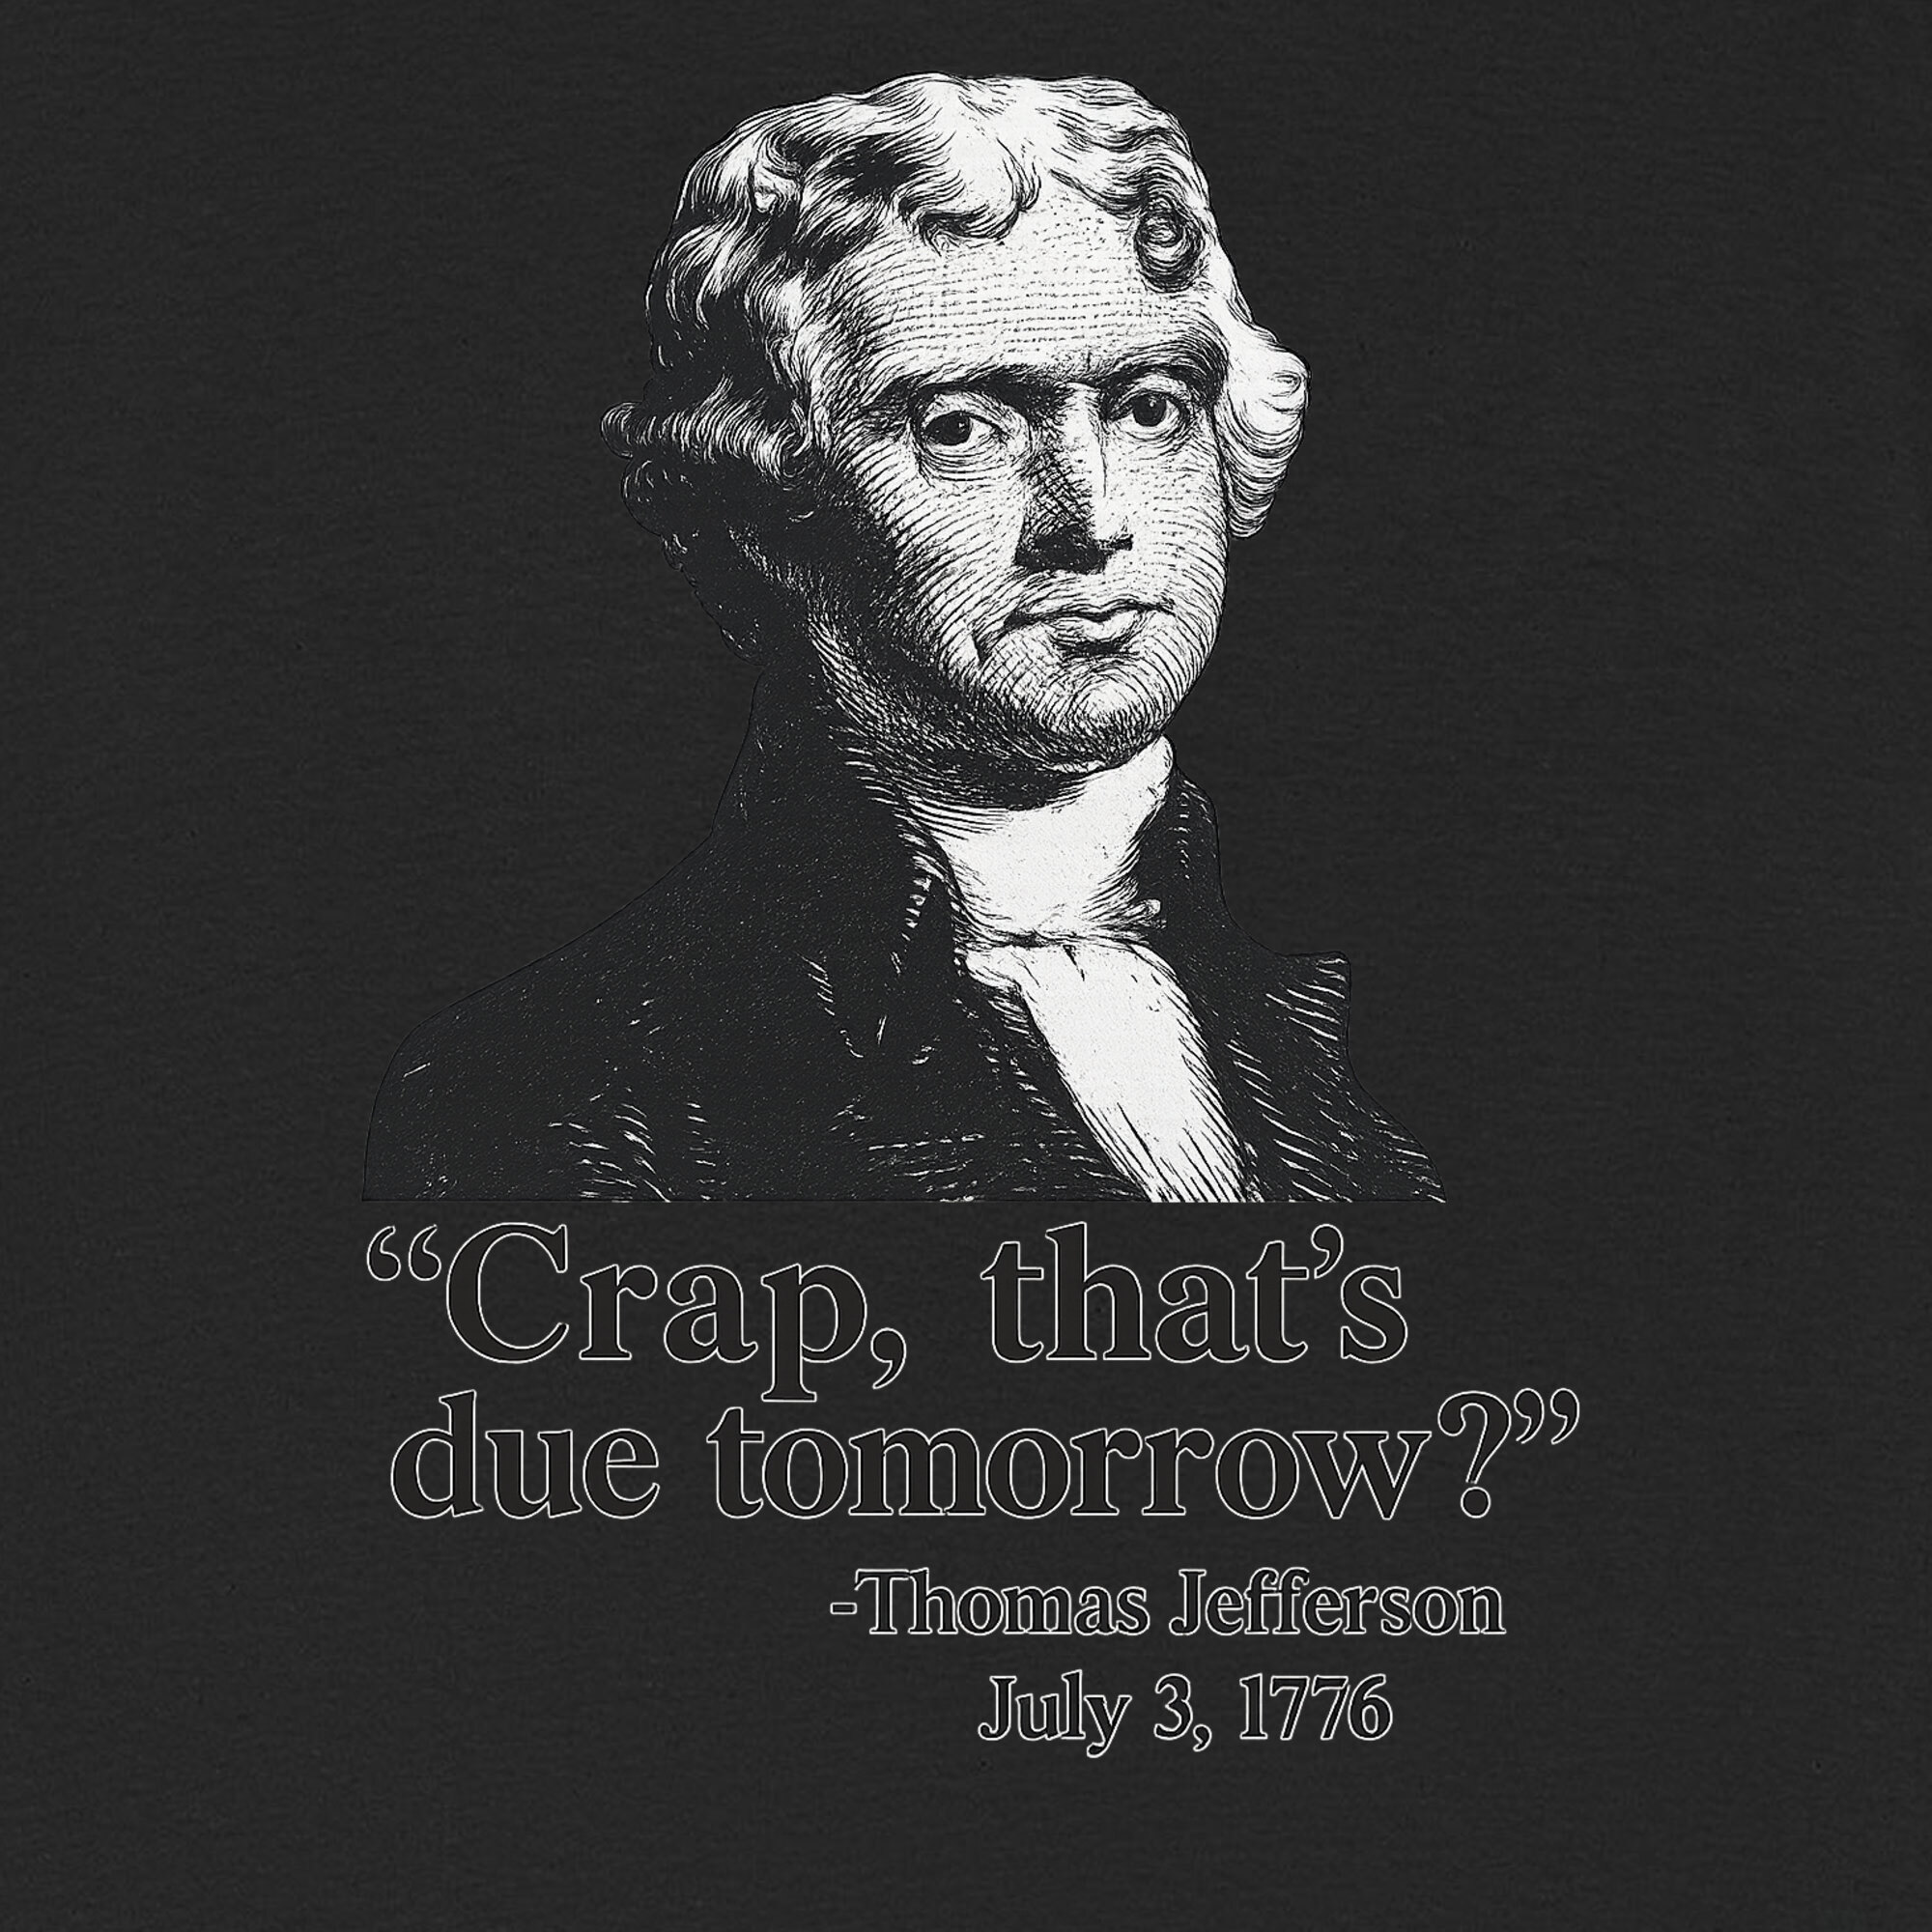 “Crap, that’s
due tomorrow?”
-Thomas Jefferson
July 3, 1776